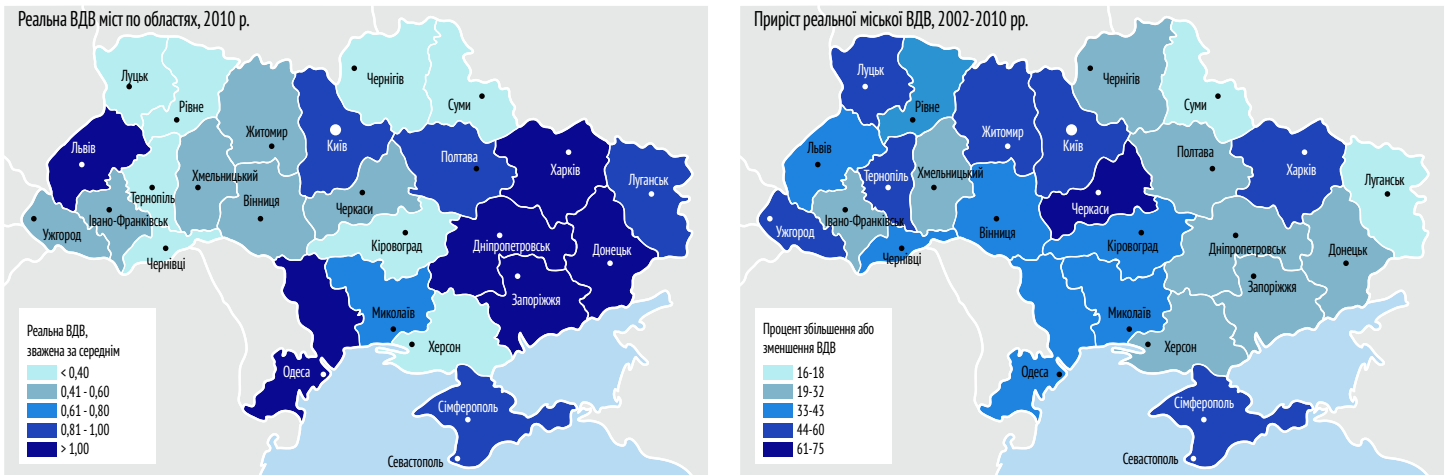 Реальна ВДВ міст по областях, 2010 р.
Луцьк
Рівне
Чернігів
Суми
Житомир
Київ
Львів
Полтава
Харків
Хмельницький
Луганськ
Тернопіль
Вінниця
Черкаси
Івано-Франківськ
Ужгород
Кіровоград
Дніпропетровськ
Донецьк
Чернівці
Запоріжжя
Миколаїв
Херсон
Одеса
Сімферополь
Севастополь
Реальна ВДВ,
зважена за середнім
< 0,40
0,41 - 0,60
0,61 - 0,80
0,81 - 1,00
> 1,00
Приріст реальної міської ВДВ, 2002-2010 рр.
Луцьк
Рівне
Чернігів
Суми
Житомир
Київ
Львів
Полтава
Харків
Хмельницький
Тернопіль
Луганськ
Черкаси
Івано-Франківськ
Вінниця
Ужгород
Кіровоград
Дніпропетровськ
Донецьк
Чернівці
Запоріжжя
Миколаїв
Херсон
Одеса
Сімферополь
Севастополь
Процент збільшення або
зменшення ВДВ
16-18
19-32
33-43
44-60
61-75